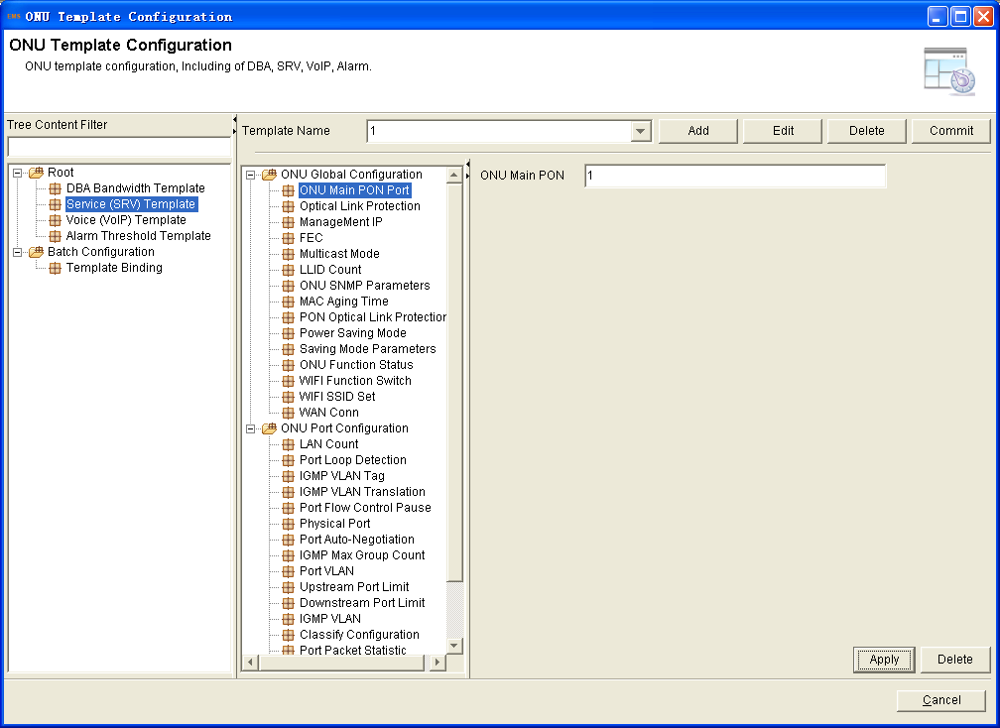 EMS ONU Template Configuration
ONU Template Configuration
ONU template configuration, Including of DBA, SRV, VoIP, Alarm.
Tree Content Filter
Root
DBA Bandwidth Template
Service (SRV) Template
Voice (VoIP) Template
Alarm Threshold Template
Batch Configuration
Template Binding
Template Name 1 Add Edit Delete Commit
ONU Global Configuration
ONU Main PON Port
Optical Link Protection
ManageMent IP
FEC
Multicast Mode
LLID Count
ONU SNMP Parameters
MAC Aging Time
PON Optical Link Protection
Power Saving Mode
Saving Mode Parameters
ONU Function Status
WIFI Function Switch
WIFI SSID Set
WAN Conn
ONU Port Configuration
LAN Count
Port Loop Detection
IGMP VLAN Tag
IGMP VLAN Translation
Port Flow Control Pause
Physical Port
Port Auto-Negotiation
IGMP Max Group Count
Port VLAN
Upstream Port Limit
Downstream Port Limit
IGMP VLAN
Classify Configuration
Port Packet Statistic
ONU Main PON 1
Apply Delete
Cancel